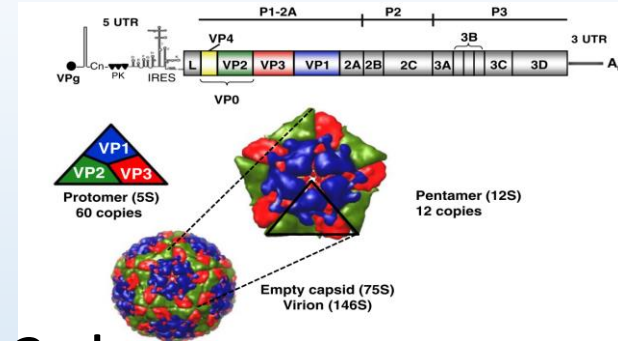 P1-2A P2 P3
5 UTR
VP4
3B
3 UTR
VPg Cn PK IRES L VP2 VP3 VP1 2A 2B 2C 3A 3C 3D
VP0
VP1
VP2 VP3
Protomer (5S)
60 copies
Pentamer (12S)
12 copies
Empty capsid (75S)
Virion (146S)